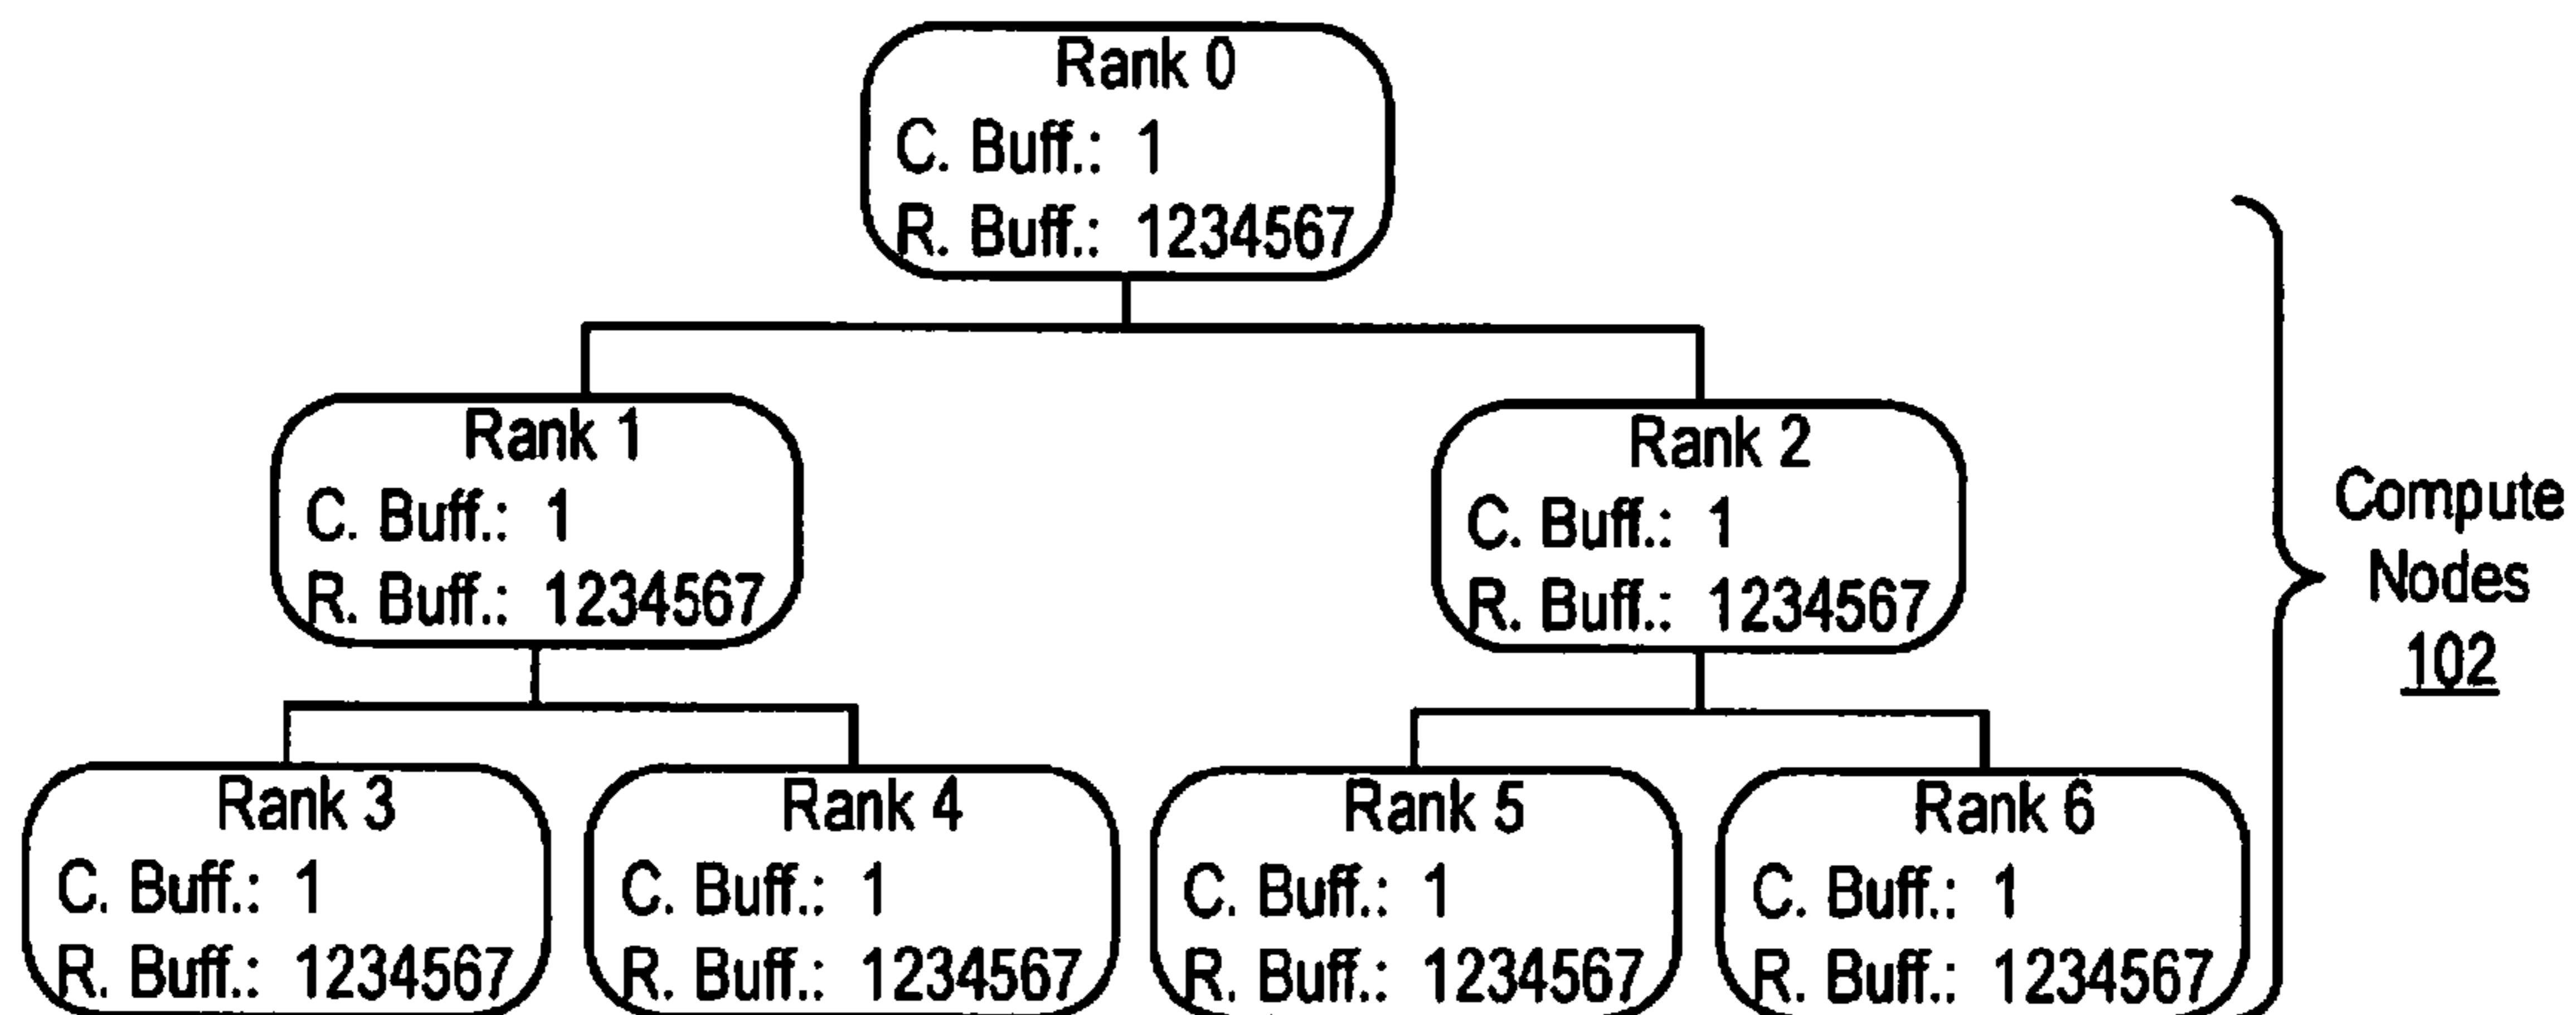 Rank 0
C. Buff.: 1
R. Buff.: 1234567
Rank 1
C. Buff.: 1
R. Buff.: 1234567
Rank 2
C. Buff.: 1
R. Buff.: 1234567
Compute
Nodes
102
Rank 3
C. Buff.: 1
R. Buff.: 1234567
Rank 4
C. Buff.: 1
R. Buff.: 1234567
Rank 5
C. Buff.: 1
R. Buff.: 1234567
Rank 6
C. Buff.: 1
R. Buff.: 1234567